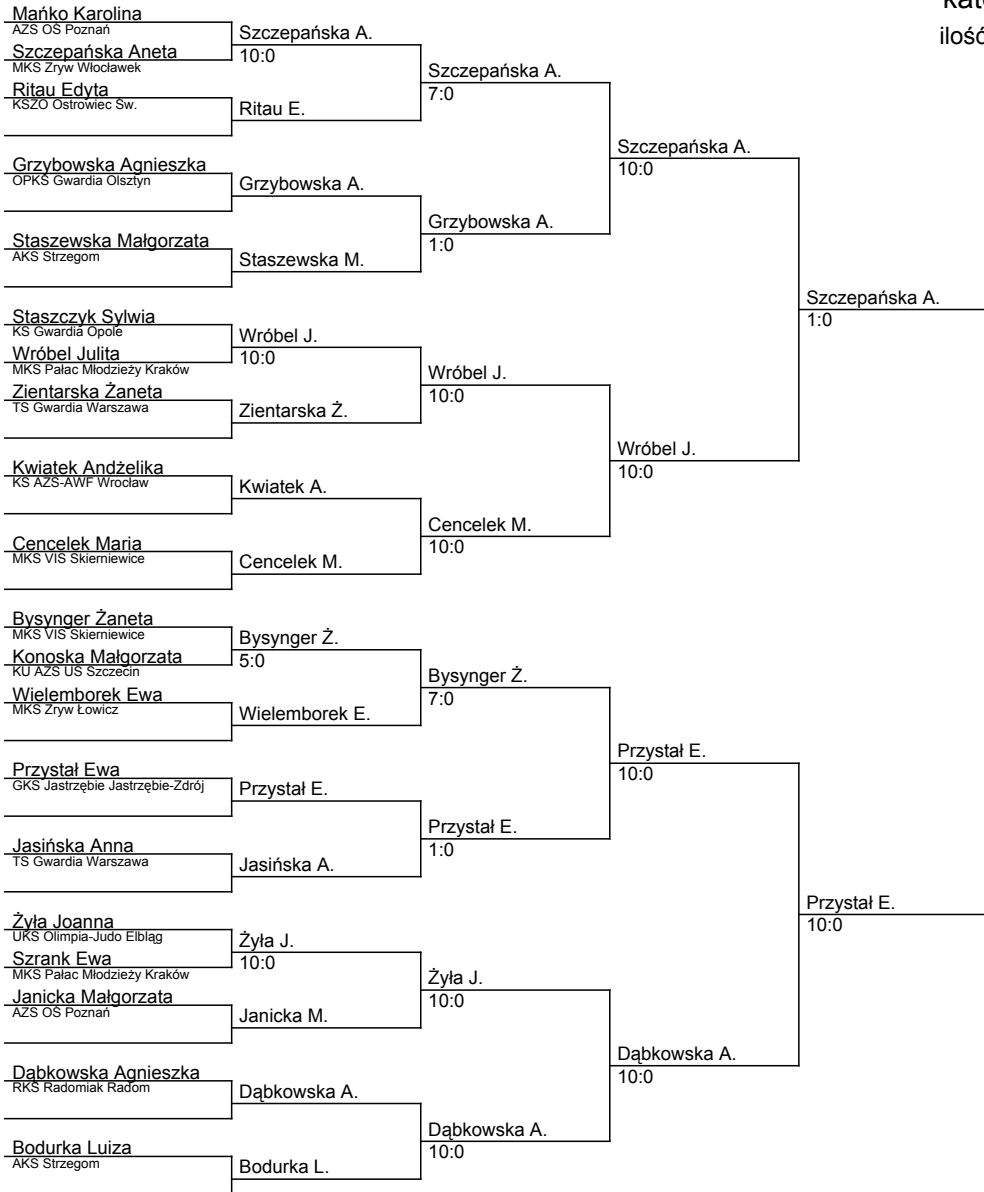 kate
ilość
Mańko Karolina
AZS OŚ Poznań
Szczepańska Aneta
MKS Zryw Włocławek
Ritau Edyta
KSZO Ostrowiec Św.
Grzybowska Agnieszka
OPKS Gwardia Olsztyn
Staszewska Małgorzata
AKS Strzegom
Staszczyk Sylwia
KS Gwardia Opole
Wróbel Julita
MKS Pałac Młodzieży Kraków
Zientarska Żaneta
TS Gwardia Warszawa
Kwiatek Andżelika
KS AZS-AWF Wrocław
Cencelek Maria
MKS VIS Skierniewice
Bysynger Żaneta
MKS VIS Skierniewice
Konoska Małgorzata
KU AZS US Szczecin
Wielemborek Ewa
MKS Zryw Łowicz
Przystał Ewa
GKS Jastrzębie Jastrzębie-Zdrój
Jasińska Anna
TS Gwardia Warszawa
Żyła Joanna
UKS Olimpia-Judo Elbląg
Szrank Ewa
MKS Pałac Młodzieży Kraków
Janicka Małgorzata
AZS OŚ Poznań
Dąbkowska Agnieszka
RKS Radomiak Radom
Bodurka Luiza
AKS Strzegom
Szczepańska A.
10:0
Ritau E.
Grzybowska A.
Staszewska M.
Wróbel J.
10:0
Zientarska Ż.
Kwiatek A.
Cencelek M.
Bysynger Ż.
5:0
Wielemborek E.
Przystał E.
Jasińska A.
Żyła J.
10:0
Janicka M.
Dąbkowska A.
Bodurka L.
Szczepańska A.
7:0
Grzybowska A.
1:0
Wróbel J.
10:0
Cencelek M.
10:0
Bysynger Ż.
7:0
Przystał E.
1:0
Żyła J.
10:0
Dąbkowska A.
10:0
Szczepańska A.
10:0
Wróbel J.
10:0
Przystał E.
10:0
Dąbkowska A.
10:0
Szczepańska A.
1:0
Przystał E.
10:0